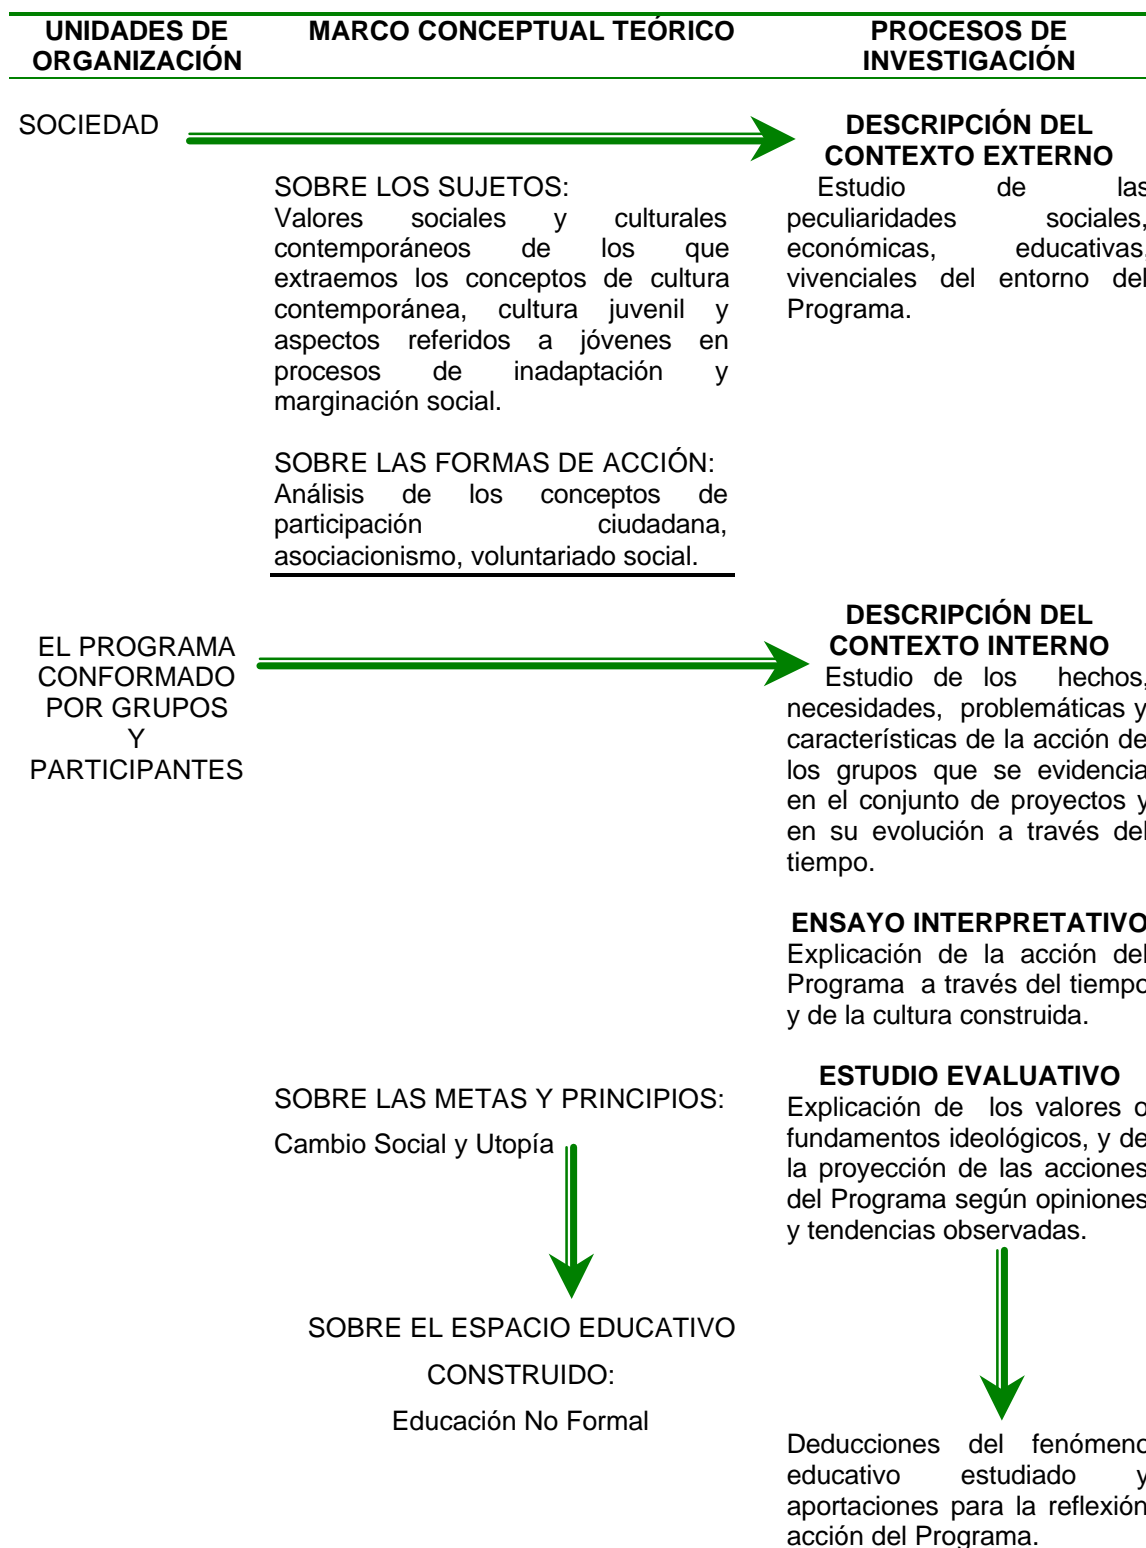 UNIDADES DE
ORGANIZACIÓN
MARCO CONCEPTUAL TEÓRICO
PROCESOS DE
INVESTIGACIÓN
SOCIEDAD
SOBRE LOS SUJETOS:
Valores sociales y culturales
contemporáneos de los que
extraemos los conceptos de cultura
contemporánea, cultura juvenil y
aspectos referidos a jóvenes en
procesos de inadaptación y
marginación social.
SOBRE LAS FORMAS DE ACCIÓN:
Análisis de los conceptos de
participación ciudadana,
asociacionismo, voluntariado social.
DESCRIPCIÓN DEL
CONTEXTO EXTERNO
Estudio de las
peculiaridades sociales,
económicas, educativas,
vivenciales del entorno del
Programa.
EL PROGRAMA
CONFORMADO
POR GRUPOS
Y
PARTICIPANTES
DESCRIPCIÓN DEL
CONTEXTO INTERNO
Estudio de los hechos,
necesidades, problemáticas y
características de la acción de
los grupos que se evidencia
en el conjunto de proyectos y
en su evolución a través del
tiempo.
ENSAYO INTERPRETATIVO
Explicación de la acción del
Programa a través del tiempo
y de la cultura construida.
SOBRE LAS METAS Y PRINCIPIOS:
Cambio Social y Utopía
SOBRE EL ESPACIO EDUCATIVO
CONSTRUIDO:
Educación No Formal
ESTUDIO EVALUATIVO
Explicación de los valores o
fundamentos ideológicos, y de
la proyección de las acciones
del Programa según opiniones
y tendencias observadas.
Deducciones del fenómeno
educativo estudiado y
aportaciones para la reflexión
acción del Programa.